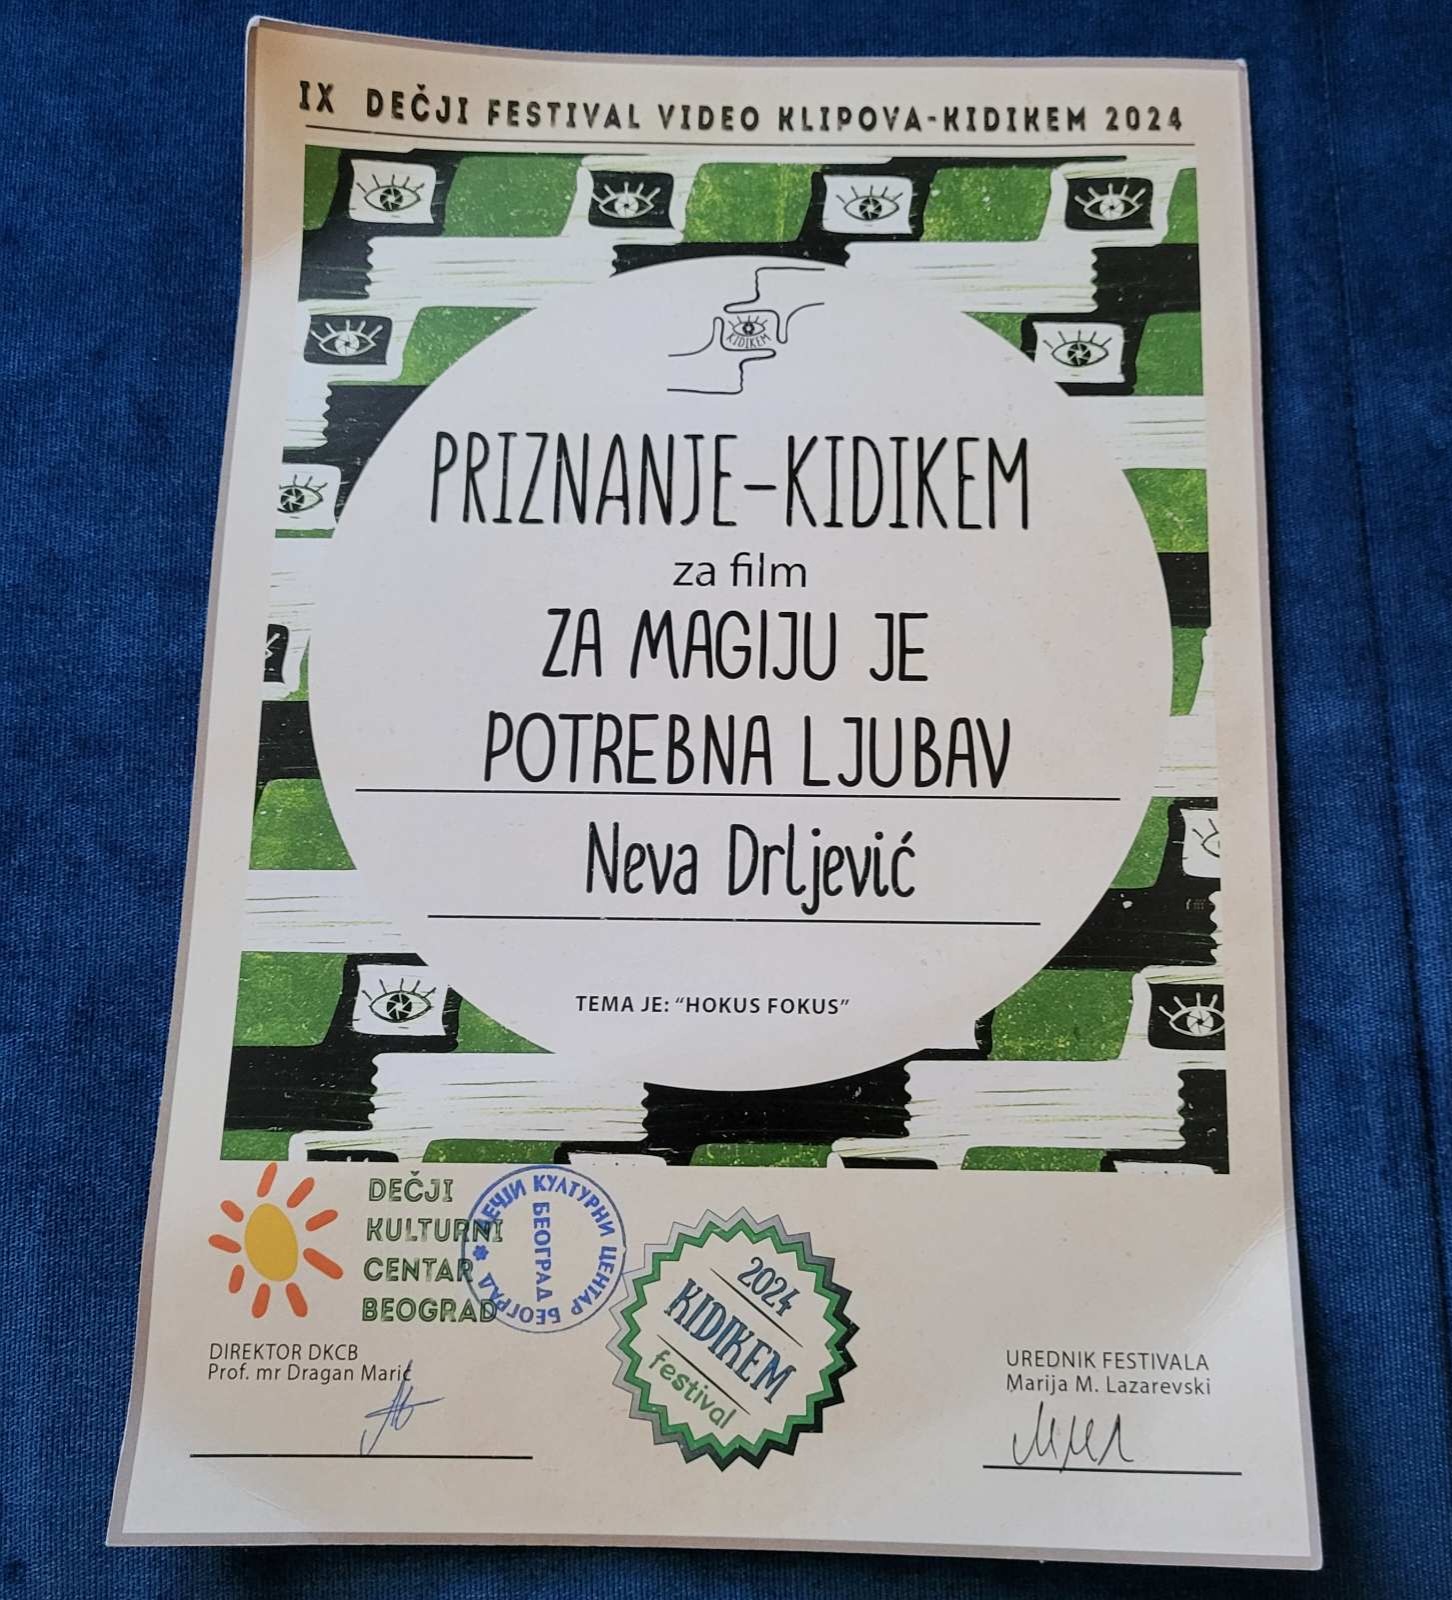 IX DEČJI FESTIVAL VIDEO KLIPOVA-KIDIKEM 2024
KIDIKEM
PRIZNANJE-KIDIKEM
za film
ZA MAGIJU JE
POTREBNA LJUBAV
Neva Drljević
TEMA JE: “HOKUS FOKUS”
DEČJI
KULTURNI
CENTAR
BEOGRAD
ДЕЧЈИ КУЛТУРНИ ЦЕНТАР БЕОГРАД
БЕОГРАД
2024
KIDIKEM
festival
DIREKTOR DKCB
Prof. mr Dragan Marić
UREDNIK FESTIVALA
Marija M. Lazarevski